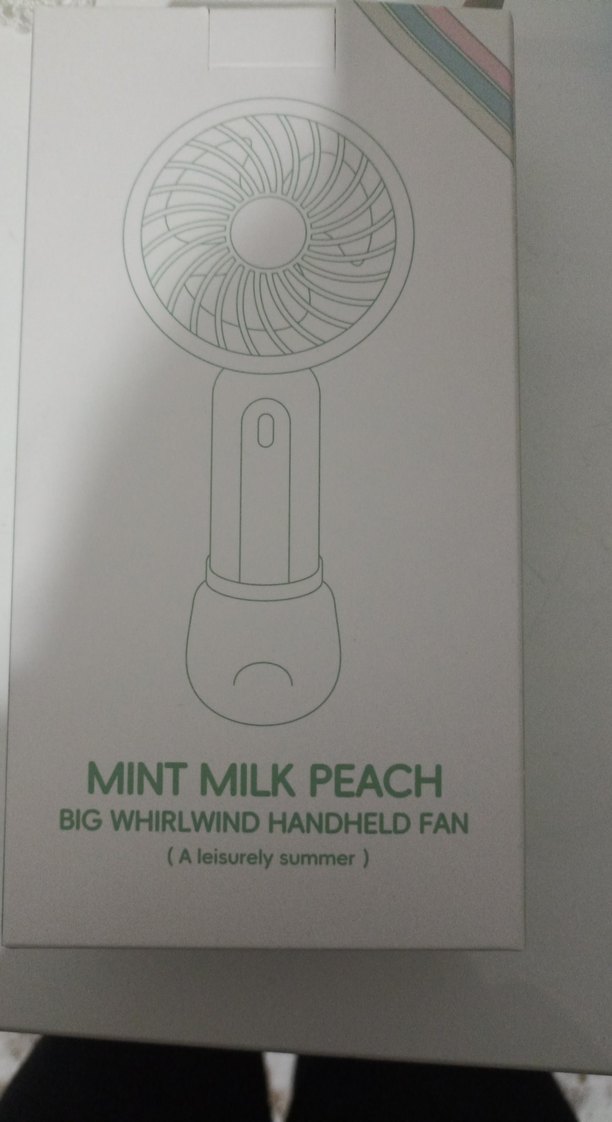 MINT MILK PEACH
BIG WHIRLWIND HANDHELD FAN
( A leisurely summer )